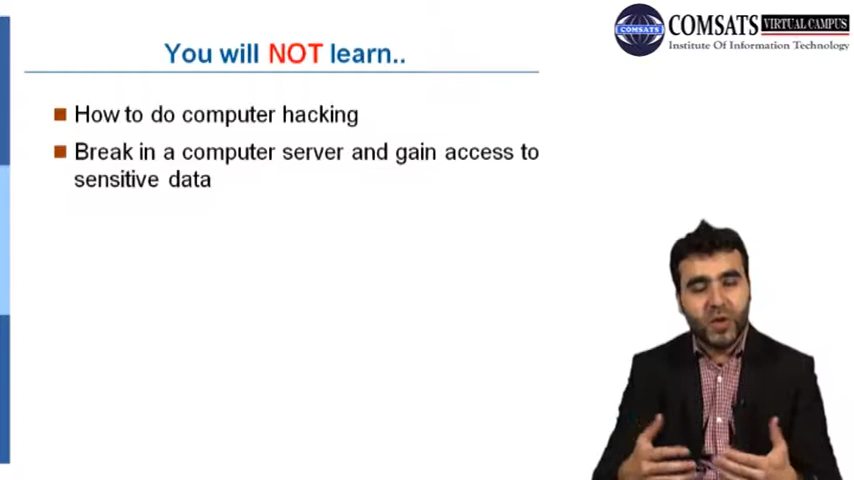 COMSATS VIRTUAL CAMPUS
Institute Of Information Technology
COMSATS
You will NOT learn..
How to do computer hacking
Break in a computer server and gain access to
sensitive data